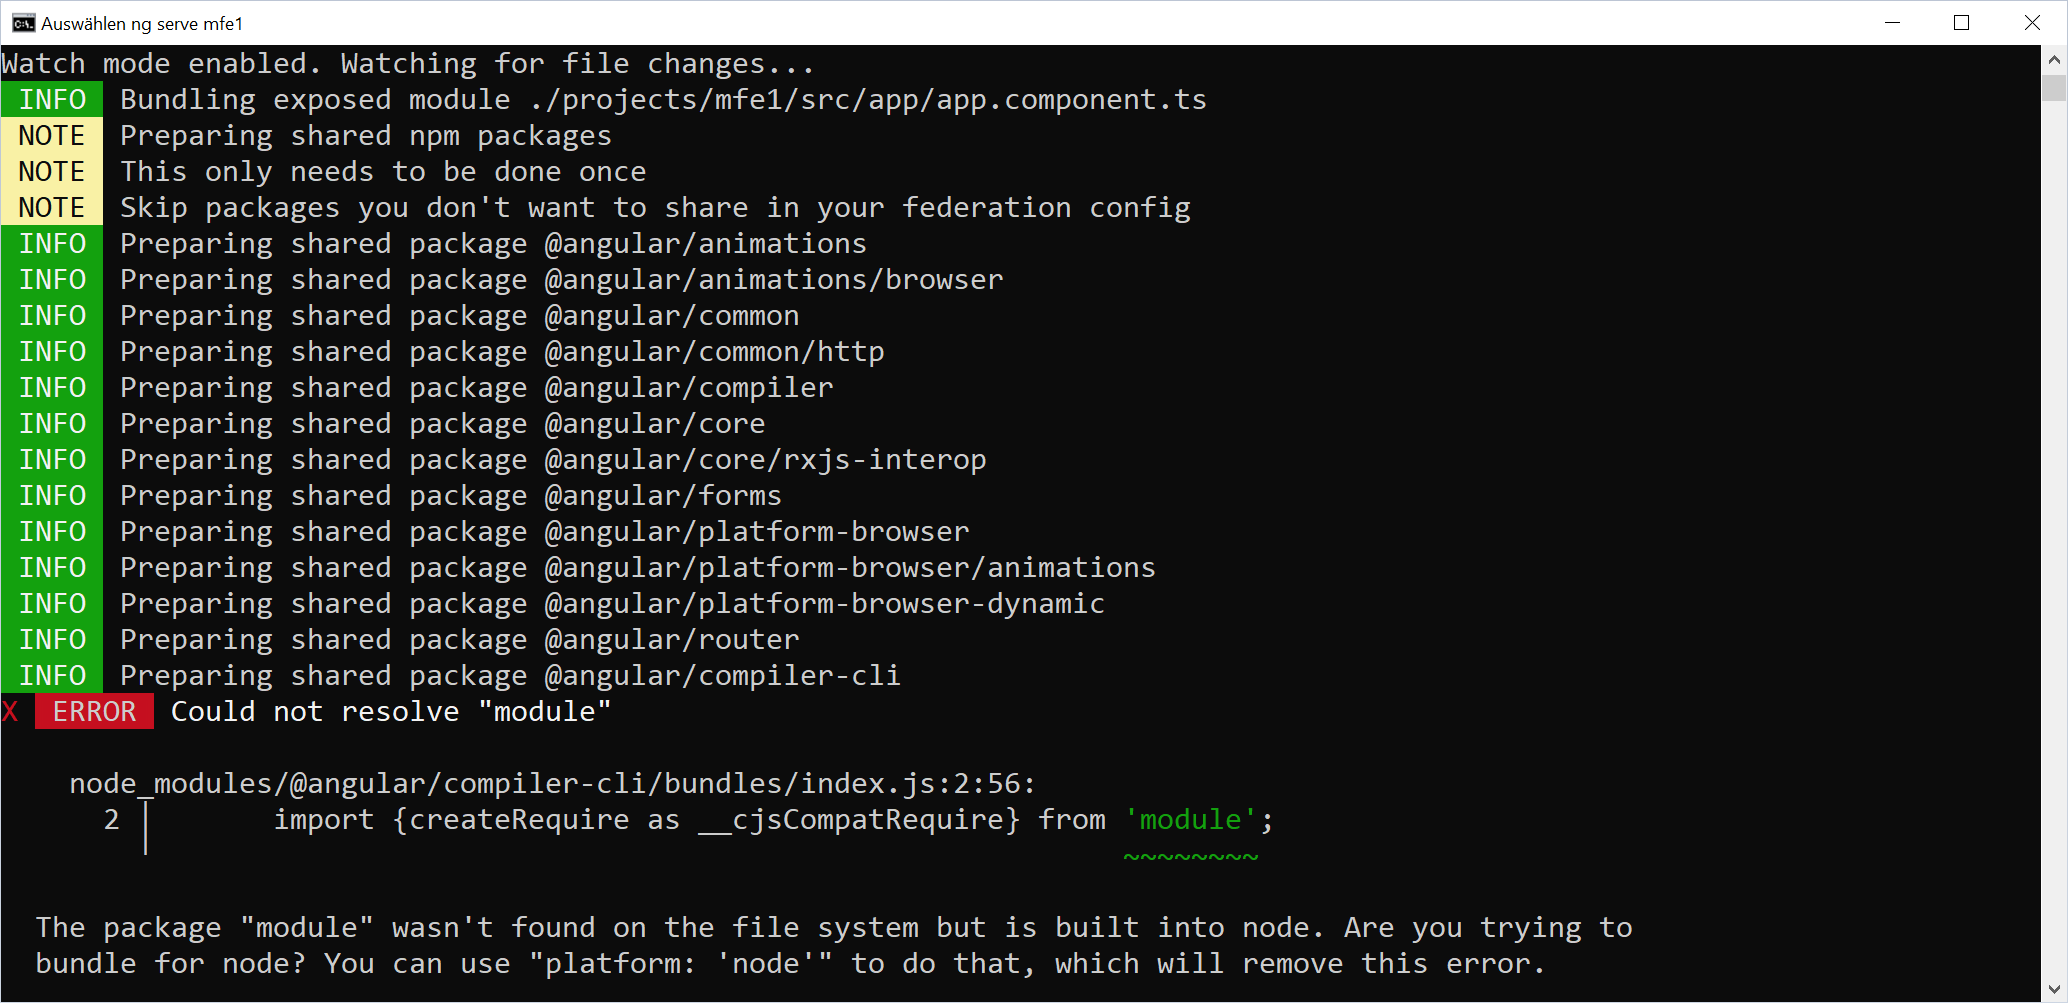 Auswählen ng serve mfe1
Watch mode enabled. Watching for file changes...
INFO Bundling exposed module ./projects/mfe1/src/app/app.component.ts
NOTE Preparing shared npm packages
NOTE This only needs to be done once
NOTE Skip packages you don't want to share in your federation config
INFO Preparing shared package @angular/animations
INFO Preparing shared package @angular/animations/browser
INFO Preparing shared package @angular/common
INFO Preparing shared package @angular/common/http
INFO Preparing shared package @angular/compiler
INFO Preparing shared package @angular/core
INFO Preparing shared package @angular/core/rxjs-interop
INFO Preparing shared package @angular/forms
INFO Preparing shared package @angular/platform-browser
INFO Preparing shared package @angular/platform-browser/animations
INFO Preparing shared package @angular/platform-browser-dynamic
INFO Preparing shared package @angular/router
INFO Preparing shared package @angular/compiler-cli
X ERROR Could not resolve "module"
node_modules/@angular/compiler-cli/bundles/index.js:2:56:
2 │ import {createRequire as __cjsCompatRequire} from 'module';
│ ~~~~~~~~
The package "module" wasn't found on the file system but is built into node. Are you trying to
bundle for node? You can use "platform: 'node'" to do that, which will remove this error.